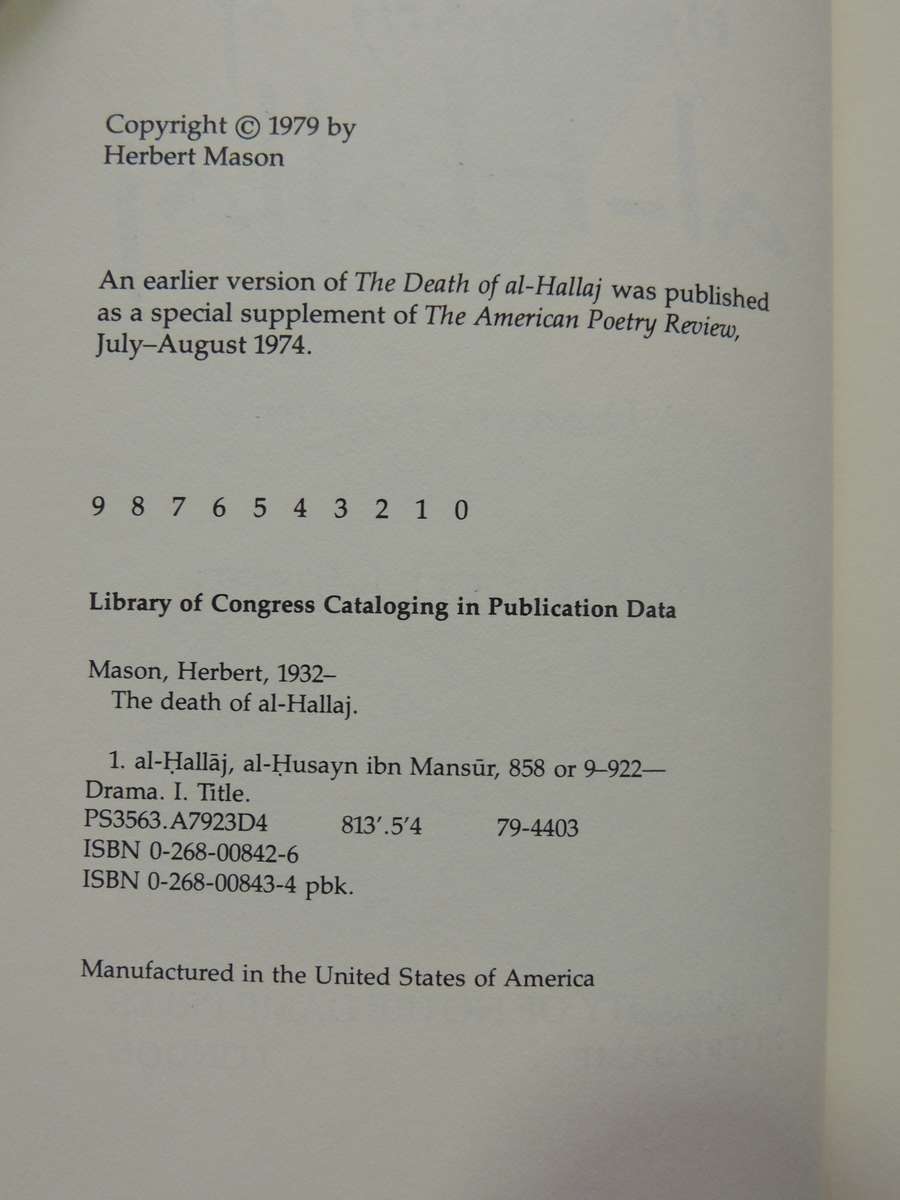 Copyright © 1979 by
Herbert Mason
An earlier version of The Death of al-Hallaj was published
as a special supplement of The American Poetry Review,
July–August 1974.
9 8 7 6 5 4 3 2 1 0
Library of Congress Cataloging in Publication Data
Mason, Herbert, 1932–
The death of al-Hallaj.
1. al-Ḥallāj, al-Ḥusayn ibn Mansūr, 858 or 9–922—
Drama. I. Title.
PS3563.A7923D4 813′.5′4 79-4403
ISBN 0-268-00842-6
ISBN 0-268-00843-4 pbk.
Manufactured in the United States of America